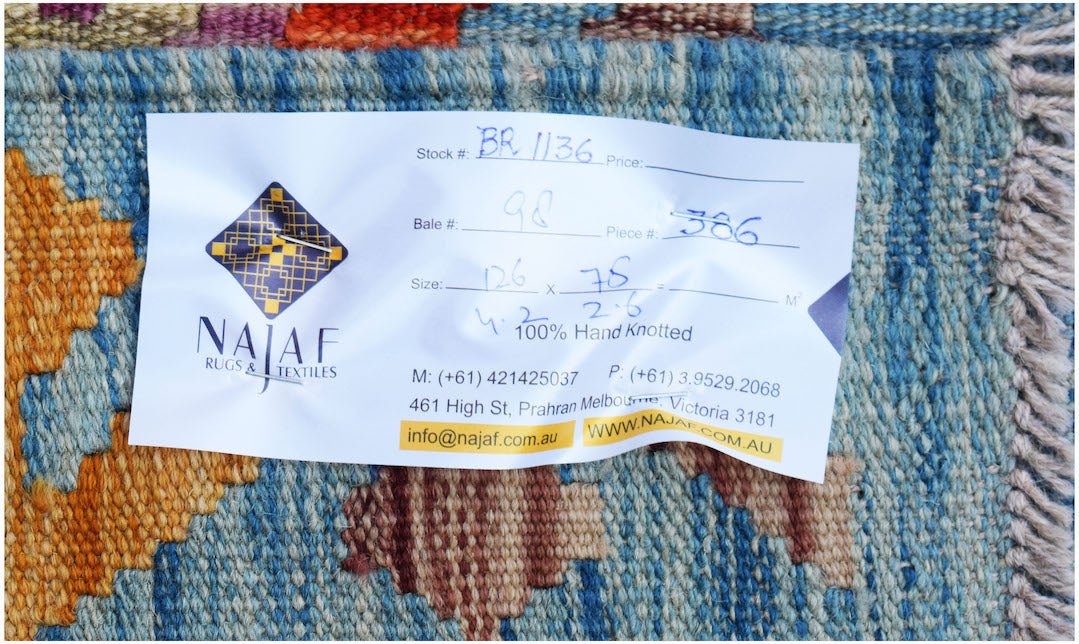 Stock #: BR 1136 Price:
Bale #: 98 Piece #: 386
Size: 126 x 75 = M²
4.2 2.6
100% Hand Knotted
NAJAF
RUGS & TEXTILES
M: (+61) 421425037 P: (+61) 3.9529.2068
461 High St, Prahran Melbourne, Victoria 3181
info@najaf.com.au WWW.NAJAF.COM.AU